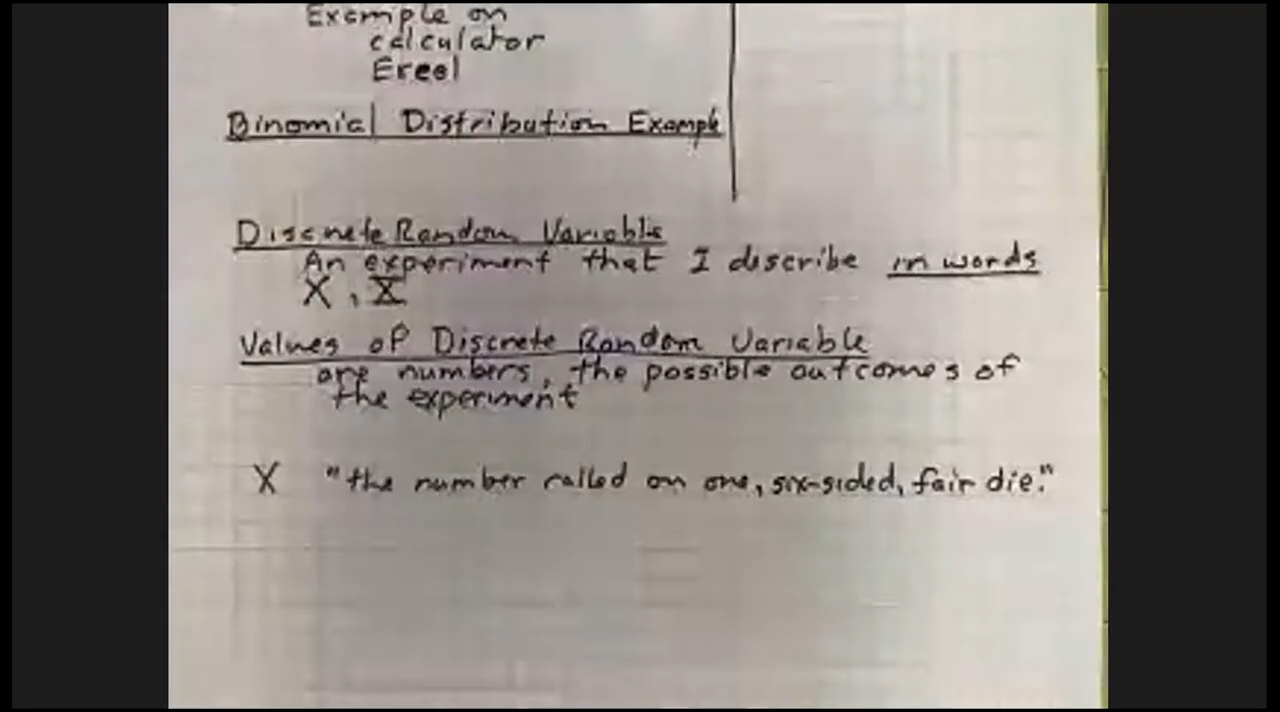 Example on
calculator
Excel
Binomial Distribution Example
Discrete Random Variable
An experiment that I describe in words
X, X
Values of Discrete Random Variable
are numbers, the possible outcomes of
the experiment
X "the number rolled on one, six-sided, fair die."